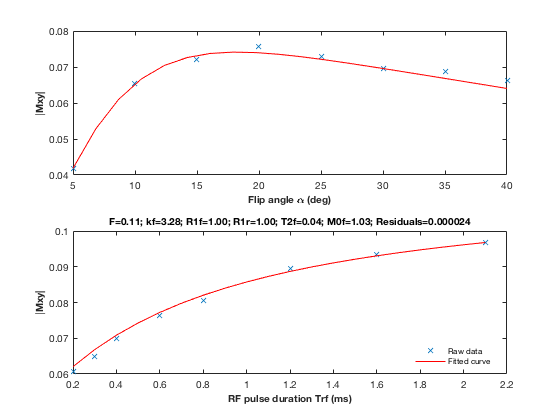 0.08
0.07
0.06
0.05
0.04
|Mxy|
5 10 15 20 25 30 35 40
Flip angle α (deg)
F=0.11; kf=3.28; R1f=1.00; R1r=1.00; T2f=0.04; M0f=1.03; Residuals=0.000024
0.1
0.09
0.08
0.07
0.06
|Mxy|
Raw data
Fitted curve
0.2 0.4 0.6 0.8 1 1.2 1.4 1.6 1.8 2 2.2
RF pulse duration Trf (ms)